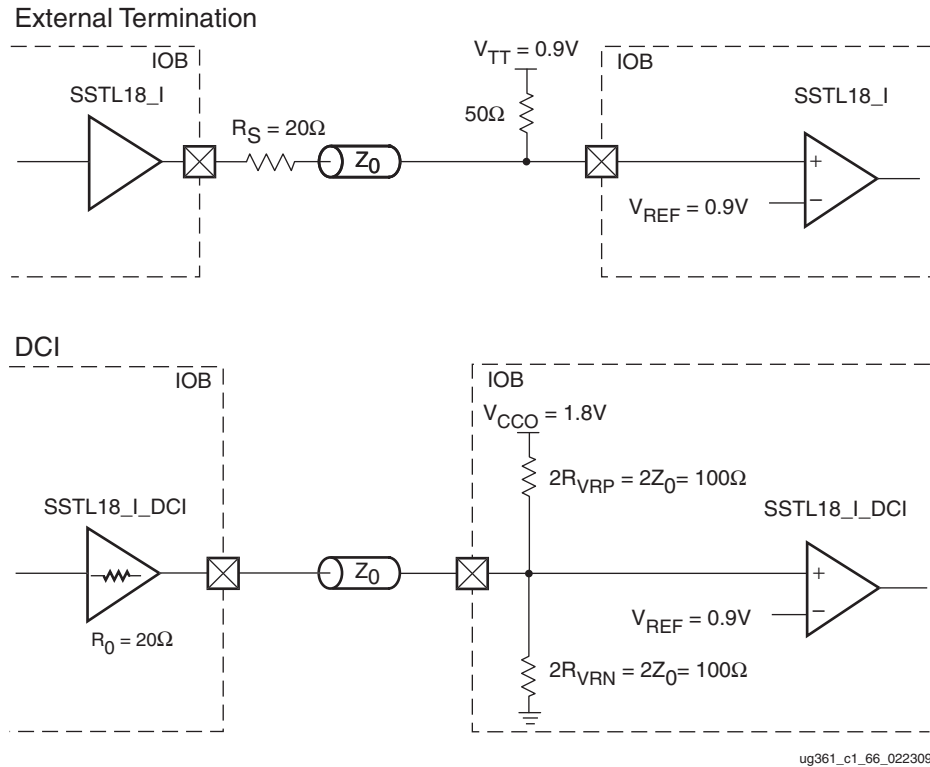 External Termination
IOB
SSTL18_I
R_S = 20Ω
Z_0
V_TT = 0.9V
50Ω
IOB
SSTL18_I
+
V_REF = 0.9V
−
DCI
IOB
SSTL18_I_DCI
R_0 = 20Ω
Z_0
IOB
V_CCO = 1.8V
2R_VRP = 2Z_0 = 100Ω
SSTL18_I_DCI
+
V_REF = 0.9V
−
2R_VRN = 2Z_0 = 100Ω
ug361_c1_66_022309